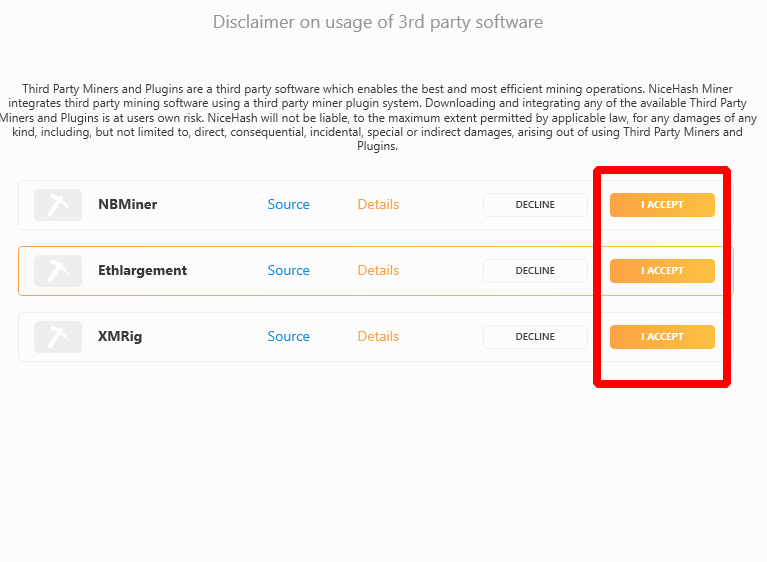 Disclaimer on usage of 3rd party software
Third Party Miners and Plugins are a third party software which enables the best and most efficient mining operations. NiceHash Miner
integrates third party mining software using a third party miner plugin system. Downloading and integrating any of the available Third Party
Miners and Plugins is at users own risk. NiceHash will not be liable, to the maximum extent permitted by applicable law, for any damages of any
kind, including, but not limited to, direct, consequential, incidental, special or indirect damages, arising out of using Third Party Miners and
Plugins.
NBMiner Source Details DECLINE I ACCEPT
Ethlargement Source Details DECLINE I ACCEPT
XMRig Source Details DECLINE I ACCEPT